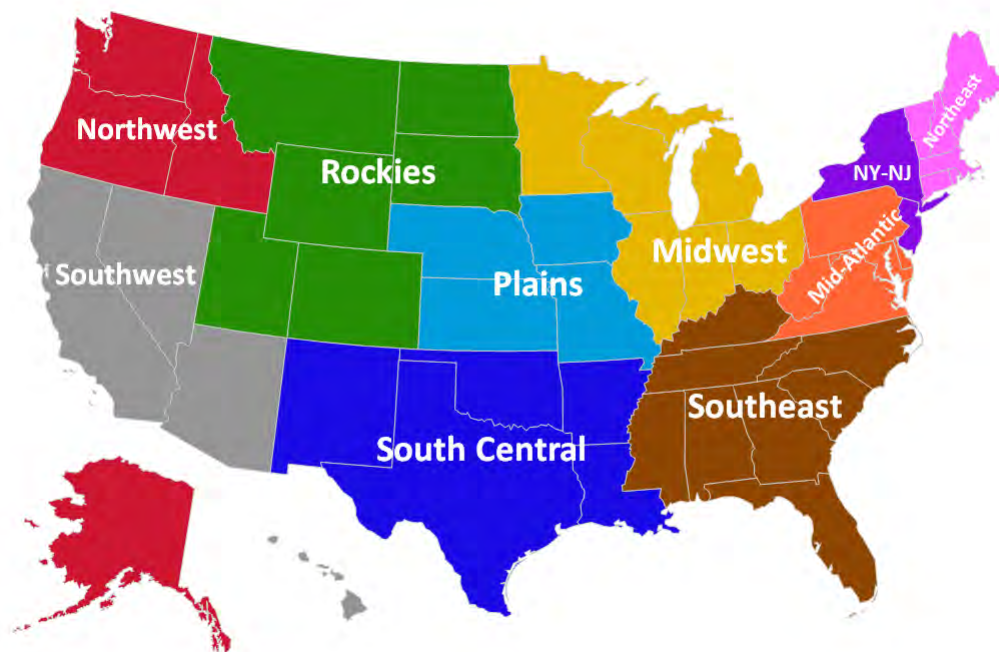 Northwest
Rockies
Northeast
NY-NJ
Southwest
Plains
Midwest
Mid-Atlantic
Southeast
South Central